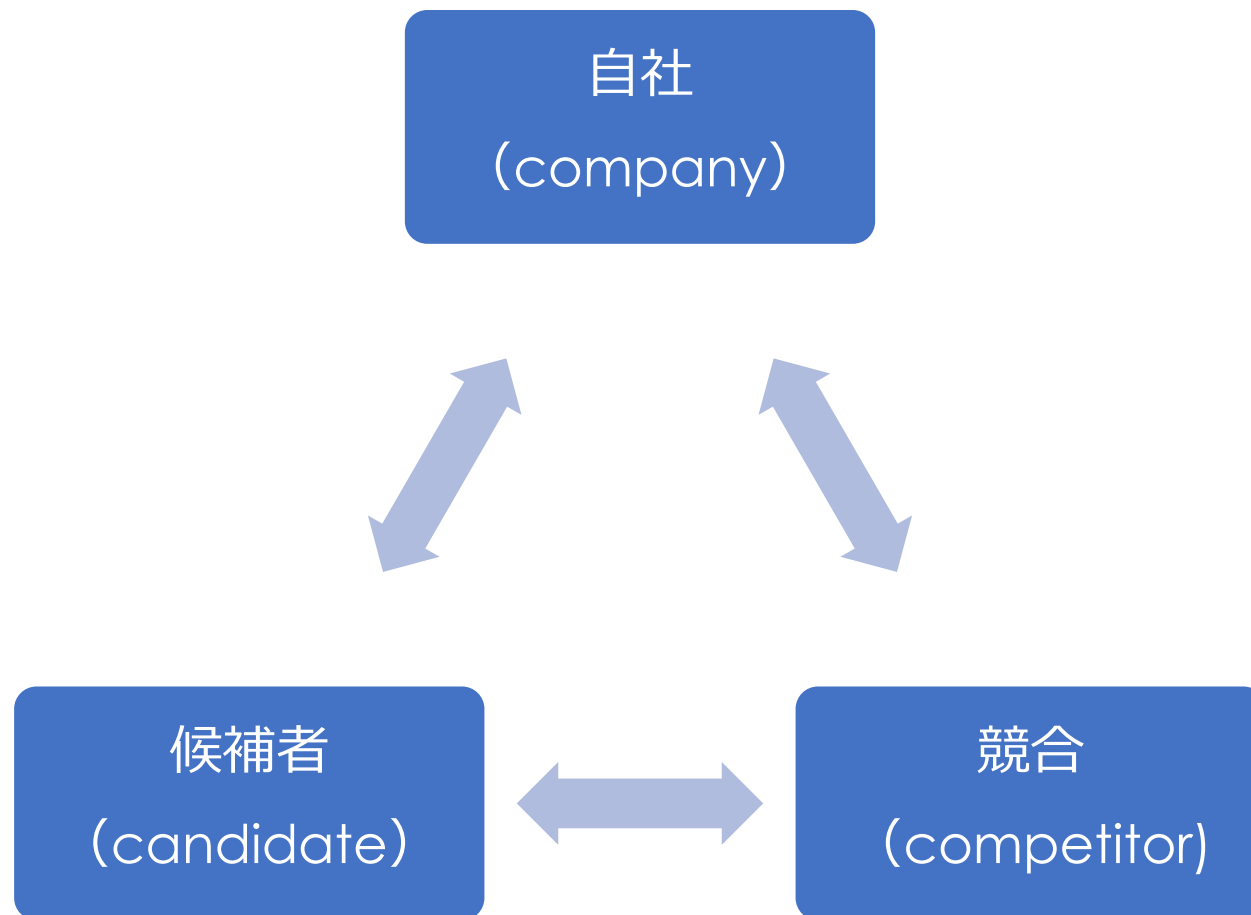 自社
（company）
候補者
（candidate）
競合
（competitor)